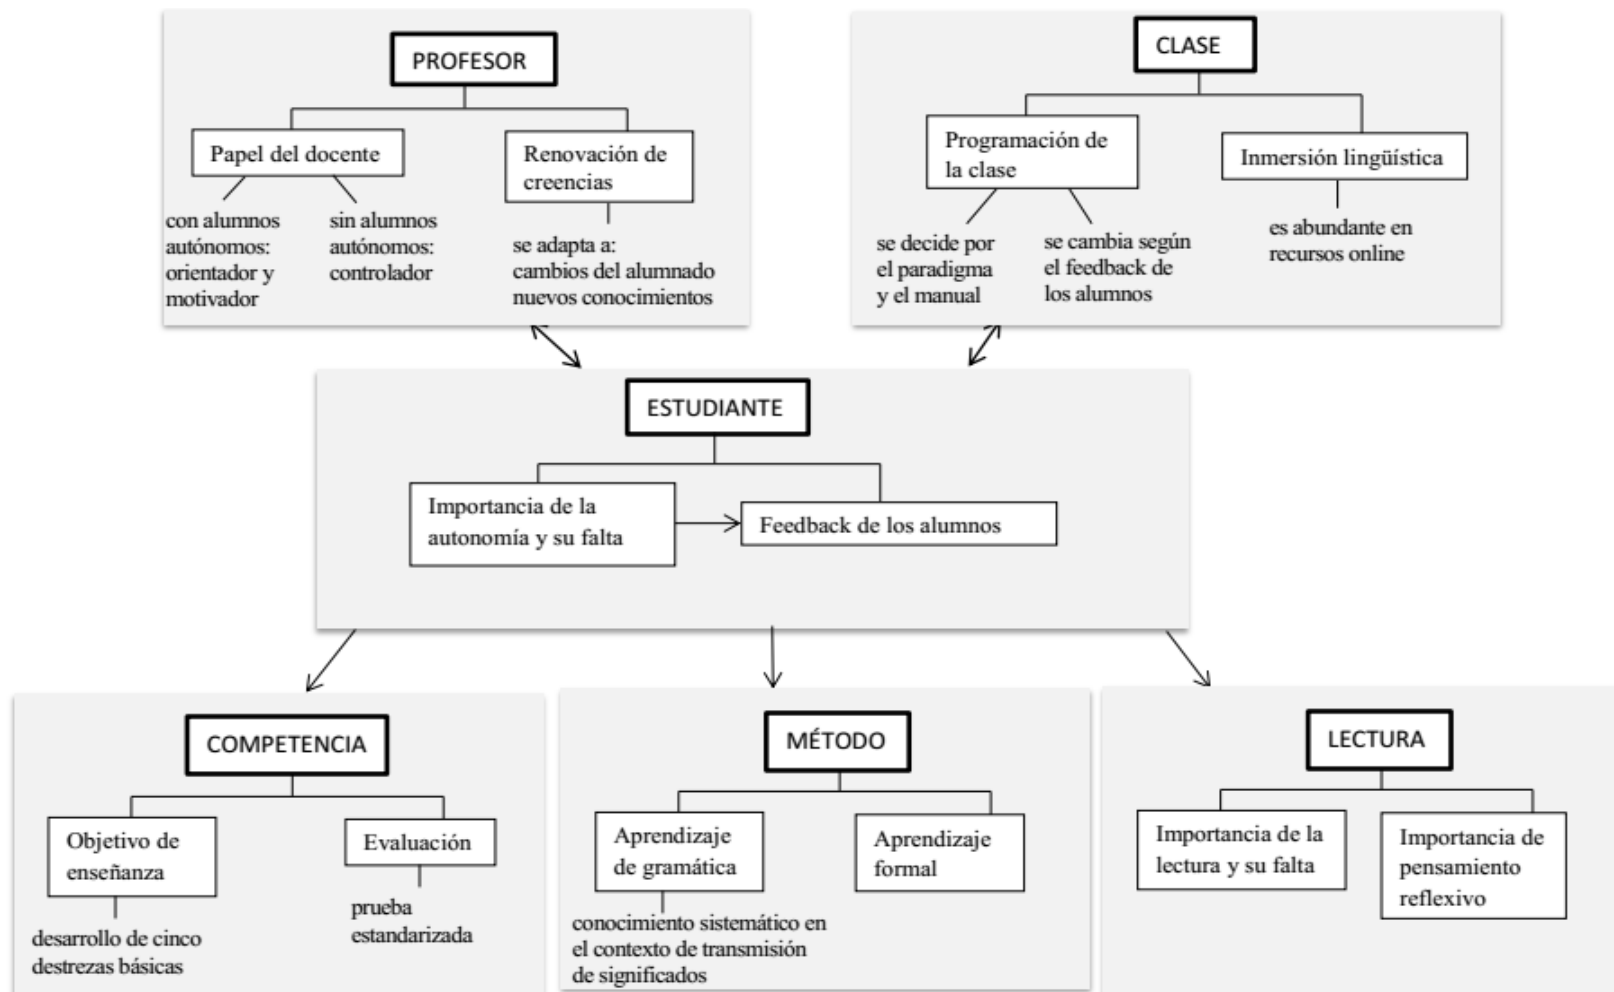 PROFESOR
Papel del docente
con alumnos
autónomos:
orientador y
motivador
sin alumnos
autónomos:
controlador
Renovación de
creencias
se adapta a:
cambios del alumnado
nuevos conocimientos
CLASE
Programación de
la clase
se decide por
el paradigma
y el manual
se cambia según
el feedback de
los alumnos
Inmersión lingüística
es abundante en
recursos online
ESTUDIANTE
Importancia de la
autonomía y su falta
Feedback de los alumnos
COMPETENCIA
Objetivo de
enseñanza
desarrollo de cinco
destrezas básicas
Evaluación
prueba
estandarizada
MÉTODO
Aprendizaje
de gramática
conocimiento sistemático en
el contexto de transmisión
de significados
Aprendizaje
formal
LECTURA
Importancia de la
lectura y su falta
Importancia de
pensamiento
reflexivo